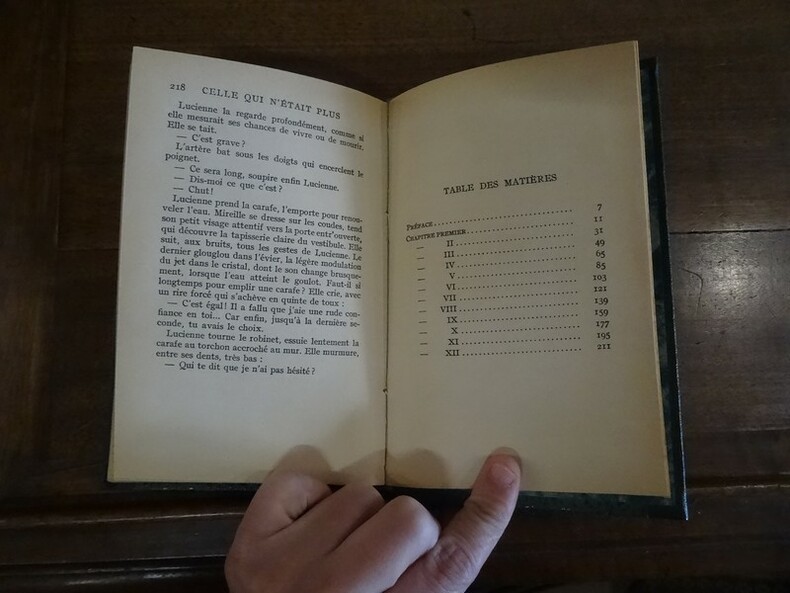 218 CELLE QUI N'ÉTAIT PLUS
Lucienne la regarde profondément, comme si
elle mesurait ses chances de vivre ou de mourir.
Elle se tait.
— C'est grave ?
L'artère bat sous les doigts qui encerclent le
poignet.
— Ce sera long, soupire enfin Lucienne.
— Dis-moi ce que c'est ?
— Chut !
Lucienne prend la carafe, l'emporte pour renou-
veler l'eau. Mireille se dresse sur les coudes, tend
son petit visage attentif vers la porte entr'ouverte,
qui découvre la tapisserie claire du vestibule. Elle
suit, aux bruits, tous les gestes de Lucienne. Le
dernier glouglou dans l'évier, la légère modulation
du jet dans le cristal, dont le son change brusque-
ment, lorsque l'eau atteint le goulot. Faut-il si
longtemps pour emplir une carafe ? Elle crie, avec
un rire forcé qui s'achève en quinte de toux :
— C'est égal ! Il a fallu que j'aie une rude con-
fiance en toi... Car enfin, jusqu'à la dernière se-
conde, tu avais le choix.
Lucienne tourne le robinet, essuie lentement la
carafe au torchon accroché au mur. Elle murmure,
entre ses dents, très bas :
— Qui te dit que je n'ai pas hésité ?
TABLE DES MATIÈRES
PRÉFACE 7
CHAPITRE PREMIER 11
— II 31
— III 49
— IV 65
— V 85
— VI 103
— VII 121
— VIII 139
— IX 159
— X 177
— XI 195
— XII 211